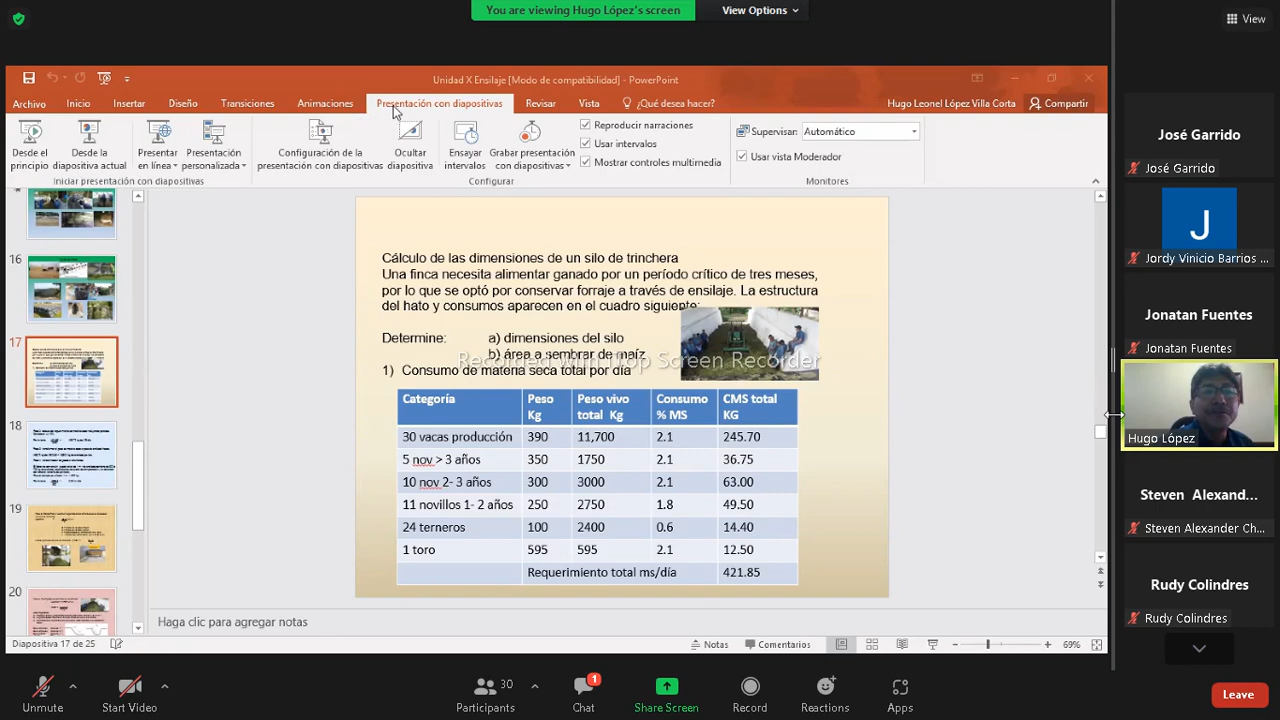 You are viewing Hugo López's screen
View Options
View
Unidad X Ensilaje [Modo de compatibilidad] - PowerPoint
Archivo
Inicio
Insertar
Diseño
Transiciones
Animaciones
Presentación con diapositivas
Revisar
Vista
¿Qué desea hacer?
Hugo Leonel López Villa Corta
Compartir
Desde el principio
Desde la diapositiva actual
Presentar en línea
Presentación personalizada
Configuración de la presentación con diapositivas
Ocultar diapositiva
Ensayar intervalos
Grabar presentación con diapositivas
Reproducir narraciones
Usar intervalos
Mostrar controles multimedia
Supervisar: Automático
Usar vista Moderador
Iniciar presentación con diapositivas
Configurar
Monitores
16
17
18
19
20
Cálculo de las dimensiones de un silo de trinchera
Una finca necesita alimentar ganado por un período crítico de tres meses,
por lo que se optó por conservar forraje a través de ensilaje. La estructura
del hato y consumos aparecen en el cuadro siguiente:
Determine: a) dimensiones del silo
b) área a sembrar de maíz
1) Consumo de materia seca total por día
Categoría Peso Kg Peso vivo total Kg Consumo % MS CMS total KG
30 vacas producción 390 11,700 2.1 245.70
5 nov > 3 años 350 1750 2.1 36.75
10 nov 2- 3 años 300 3000 2.1 63.00
11 novillos 1- 2 años 250 2750 1.8 49.50
24 terneros 100 2400 0.6 14.40
1 toro 595 595 2.1 12.50
Requerimiento total ms/día 421.85
Haga clic para agregar notas
Diapositiva 17 de 25
Notas
Comentarios
69%
José Garrido
José Garrido
J
Jordy Vinicio Barrios ...
Jonatan Fuentes
Jonatan Fuentes
Hugo López
Steven Alexand...
Steven Alexander Ch...
Rudy Colindres
Rudy Colindres
Unmute
Start Video
30
Participants
1
Chat
Share Screen
Record
Reactions
Apps
Leave